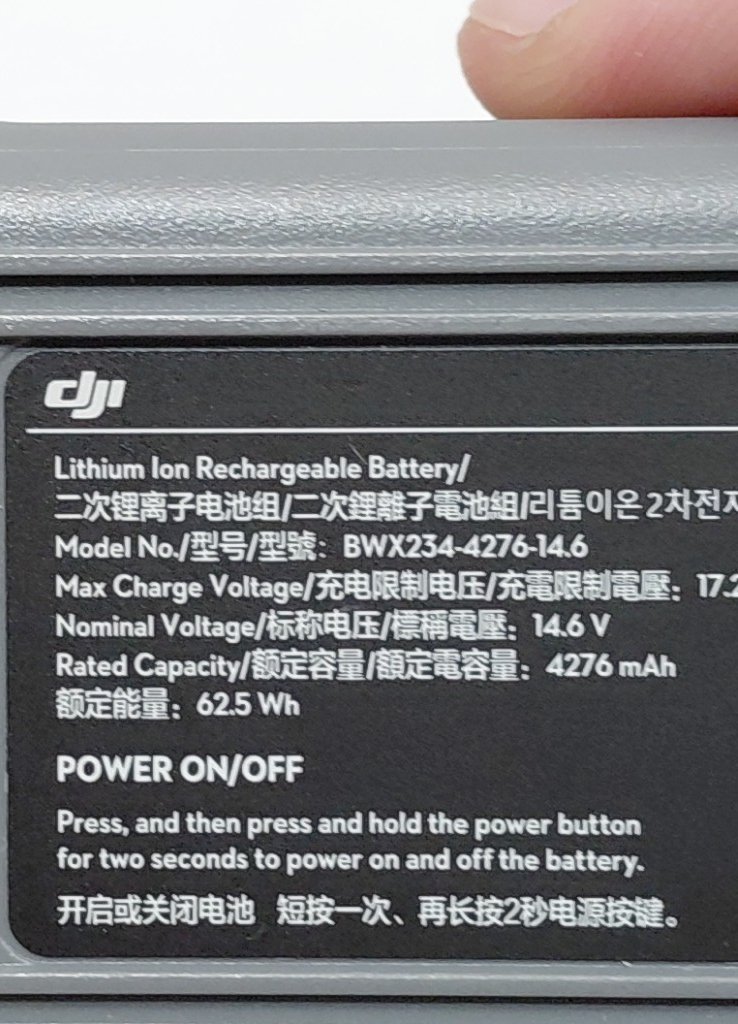 dji
Lithium Ion Rechargeable Battery/
二次锂离子电池组/二次鋰離子電池組/리튬이온 2차전지
Model No./型号/型號：BWX234-4276-14.6
Max Charge Voltage/充电限制电压/充電限制電壓：17.2
Nominal Voltage/标称电压/標稱電壓：14.6 V
Rated Capacity/额定容量/額定電容量：4276 mAh
额定能量：62.5 Wh
POWER ON/OFF
Press, and then press and hold the power button
for two seconds to power on and off the battery.
开启或关闭电池 短按一次、再长按2秒电源按键。